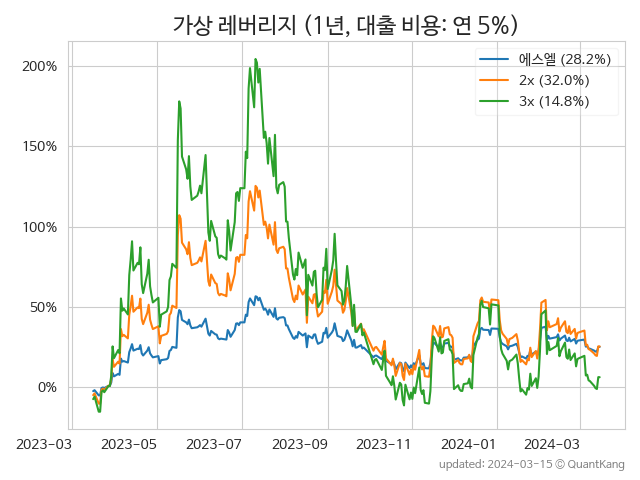 가상 레버리지 (1년, 대출 비용: 연 5%)
에스엘 (28.2%)
2x (32.0%)
3x (14.8%)
200%
150%
100%
50%
0%
2023-03 2023-05 2023-07 2023-09 2023-11 2024-01 2024-03
updated: 2024-03-15 © QuantKang